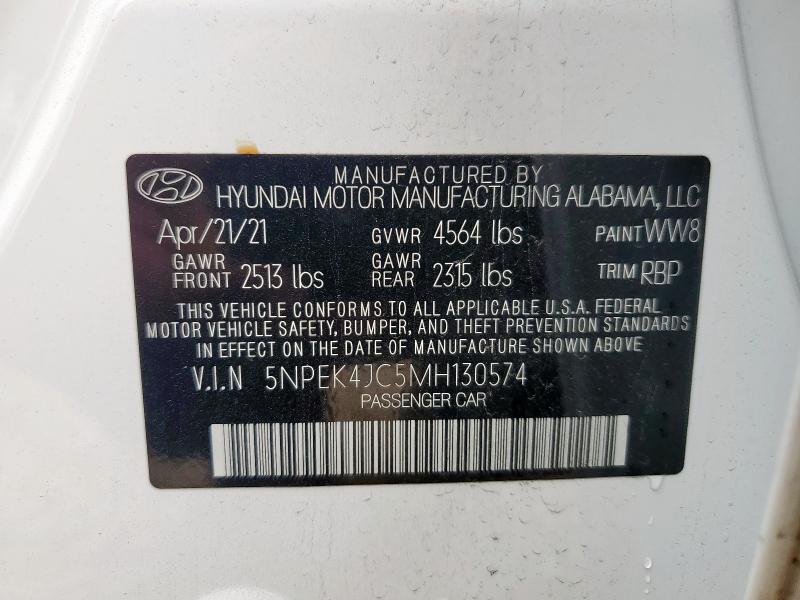 MANUFACTURED BY
HYUNDAI MOTOR MANUFACTURING ALABAMA, LLC
Apr/21/21 GVWR 4564 lbs PAINT WW8
GAWR FRONT 2513 lbs GAWR REAR 2315 lbs TRIM RBP
THIS VEHICLE CONFORMS TO ALL APPLICABLE U.S.A. FEDERAL
MOTOR VEHICLE SAFETY, BUMPER, AND THEFT PREVENTION STANDARDS
IN EFFECT ON THE DATE OF MANUFACTURE SHOWN ABOVE.
V.I.N 5NPEK4JC5MH130574
PASSENGER CAR